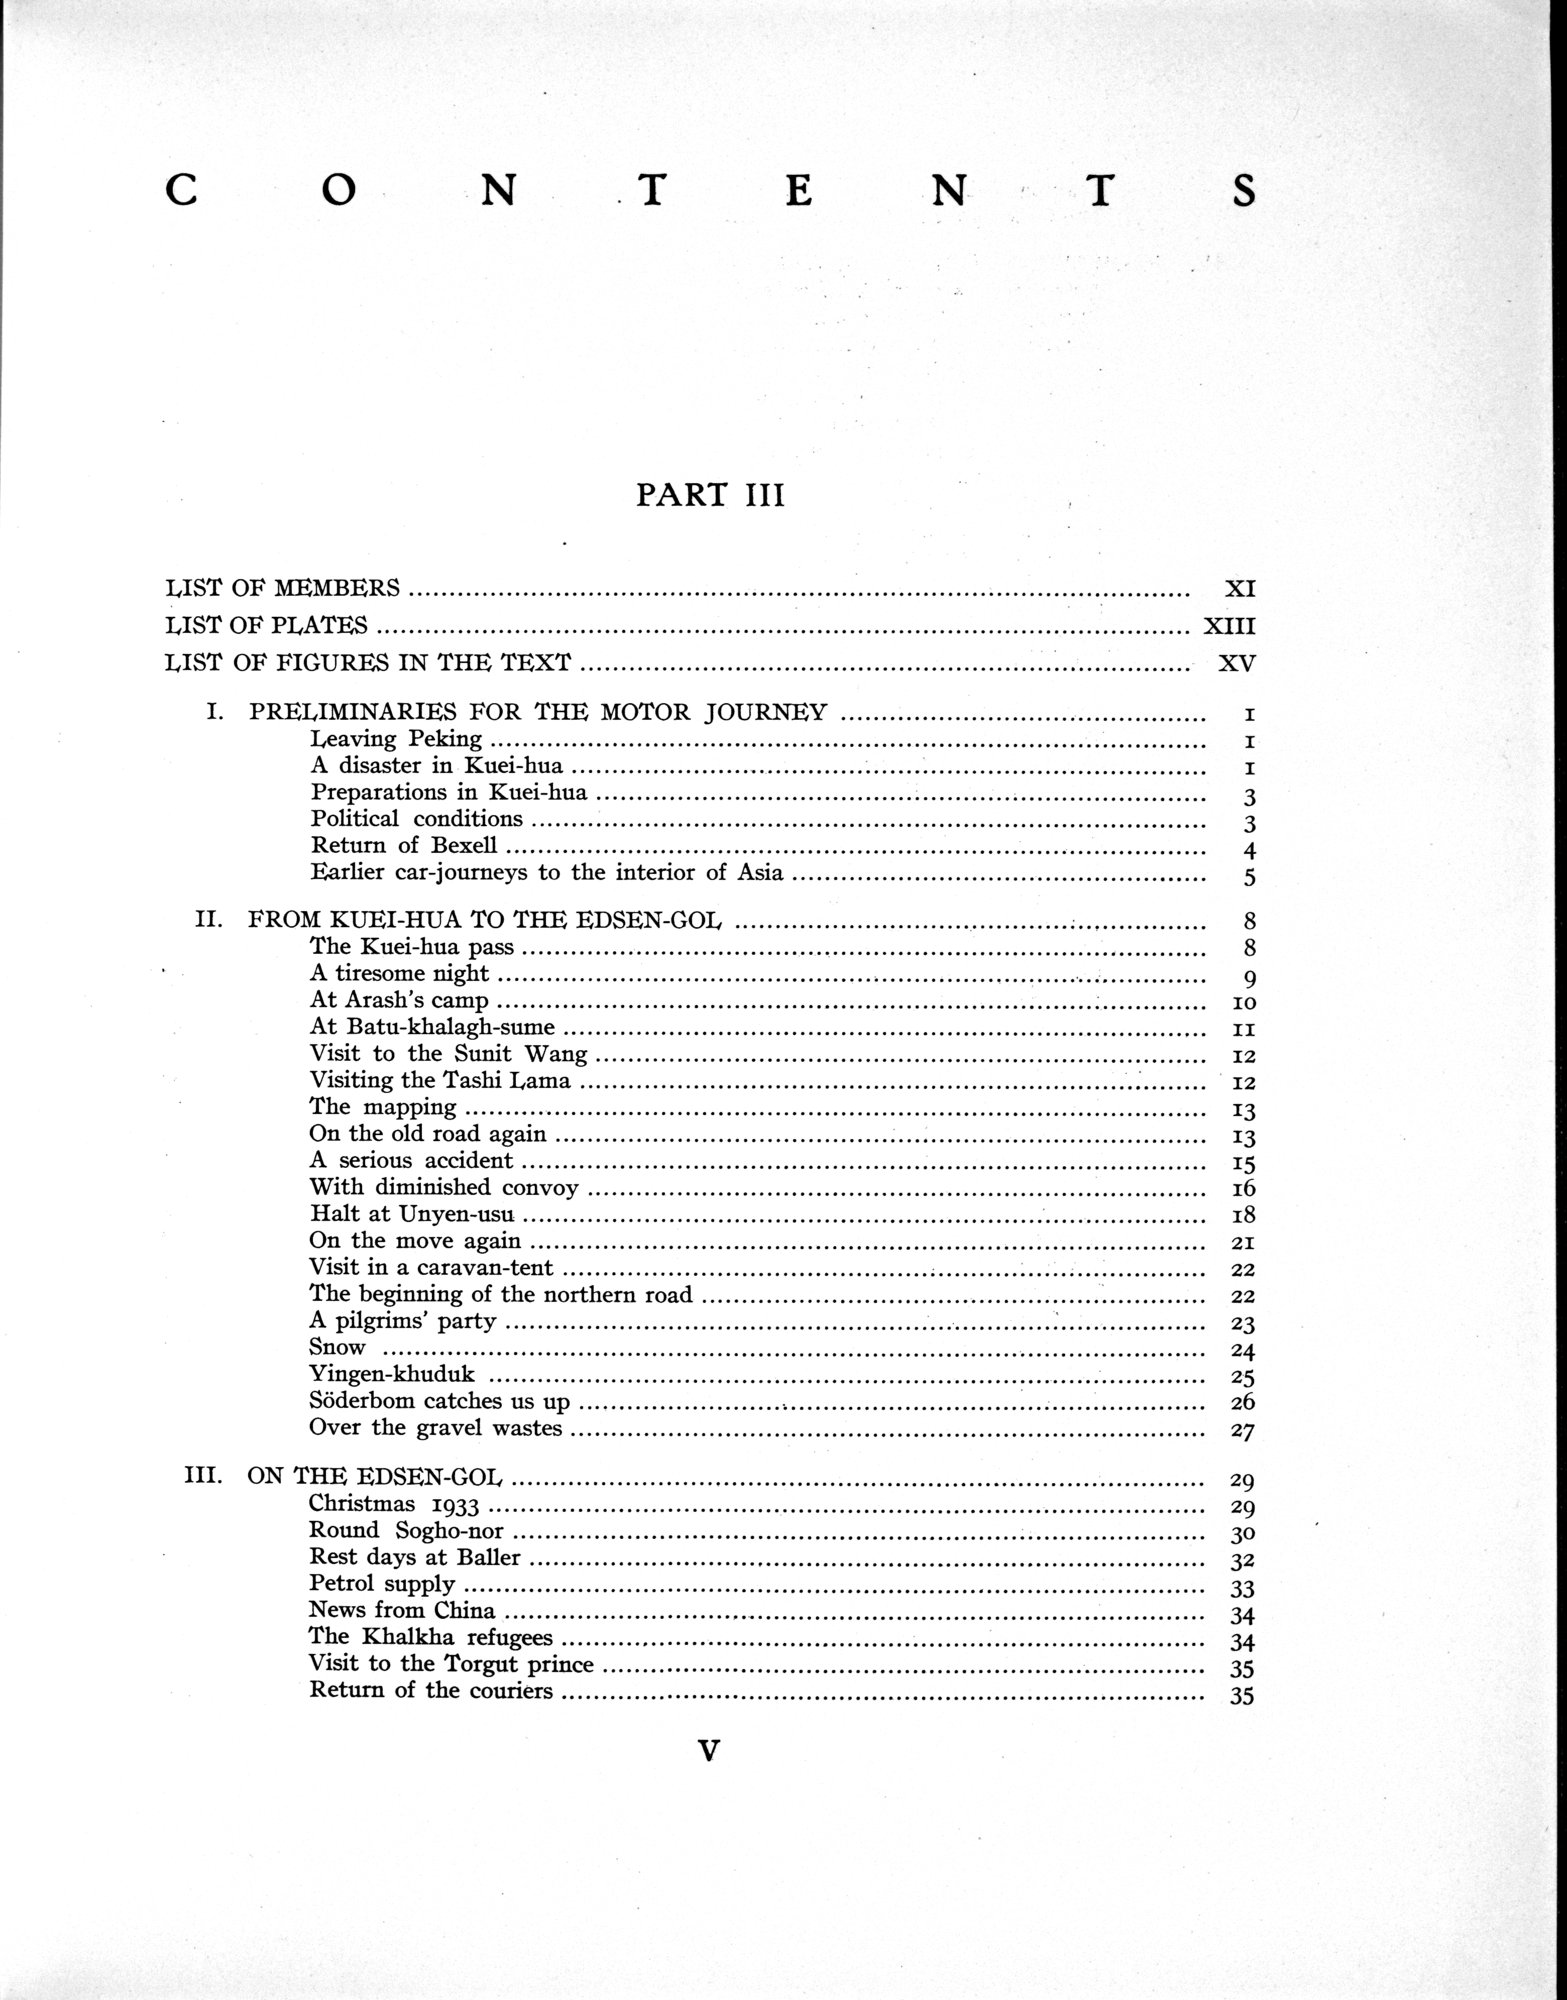 CONTENTS
PART III
LIST OF MEMBERS ........ XI
LIST OF PLATES ........ XIII
LIST OF FIGURES IN THE TEXT ........ XV
I. PRELIMINARIES FOR THE MOTOR JOURNEY ........ 1
Leaving Peking ........ 1
A disaster in Kuei-hua ........ 1
Preparations in Kuei-hua ........ 3
Political conditions ........ 3
Return of Bexell ........ 4
Earlier car-journeys to the interior of Asia ........ 5
II. FROM KUEI-HUA TO THE EDSEN-GOL ........ 8
The Kuei-hua pass ........ 8
A tiresome night ........ 9
At Arash's camp ........ 10
At Batu-khalagh-sume ........ 11
Visit to the Sunit Wang ........ 12
Visiting the Tashi Lama ........ 12
The mapping ........ 13
On the old road again ........ 13
A serious accident ........ 15
With diminished convoy ........ 16
Halt at Unyen-usu ........ 18
On the move again ........ 21
Visit in a caravan-tent ........ 22
The beginning of the northern road ........ 22
A pilgrims' party ........ 23
Snow ........ 24
Yingen-khuduk ........ 25
Söderbom catches us up ........ 26
Over the gravel wastes ........ 27
III. ON THE EDSEN-GOL ........ 29
Christmas 1933 ........ 29
Round Sogho-nor ........ 30
Rest days at Baller ........ 32
Petrol supply ........ 33
News from China ........ 34
The Khalkha refugees ........ 34
Visit to the Torgut prince ........ 35
Return of the couriers ........ 35
V